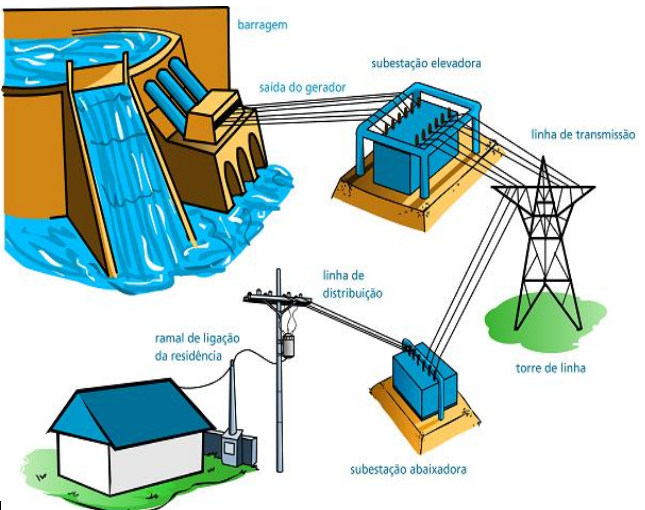 barragem
subestação elevadora
saída do gerador
linha de transmissão
linha de
distribuição
ramal de ligação
da residência
torre de linha
subestação abaixadora